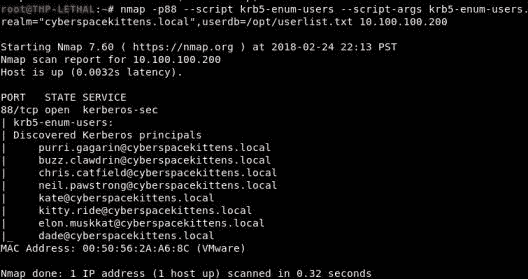 root@THP-LETHAL:~# nmap -p88 --script krb5-enum-users --script-args krb5-enum-users.
realm="cyberspacekittens.local",userdb=/opt/userlist.txt 10.100.100.200
Starting Nmap 7.60 ( https://nmap.org ) at 2018-02-24 22:13 PST
Nmap scan report for 10.100.100.200
Host is up (0.0032s latency).
PORT   STATE SERVICE
88/tcp open  kerberos-sec
| krb5-enum-users:
| Discovered Kerberos principals
|     purri.gagarin@cyberspacekittens.local
|     buzz.clawdrin@cyberspacekittens.local
|     chris.catfield@cyberspacekittens.local
|     neil.pawstrong@cyberspacekittens.local
|     kate@cyberspacekittens.local
|     kitty.ride@cyberspacekittens.local
|     elon.muskkat@cyberspacekittens.local
|_    dade@cyberspacekittens.local
MAC Address: 00:50:56:2A:A6:8C (VMware)
Nmap done: 1 IP address (1 host up) scanned in 0.32 seconds